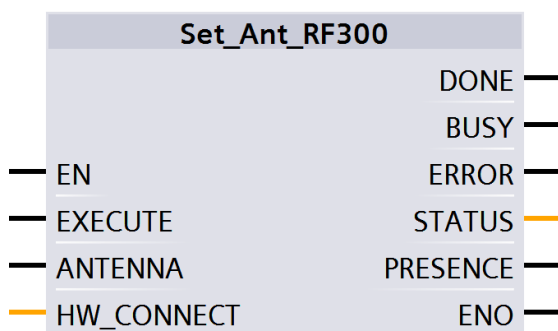 Set_Ant_RF300
DONE
BUSY
EN ERROR
EXECUTE STATUS
ANTENNA PRESENCE
HW_CONNECT ENO